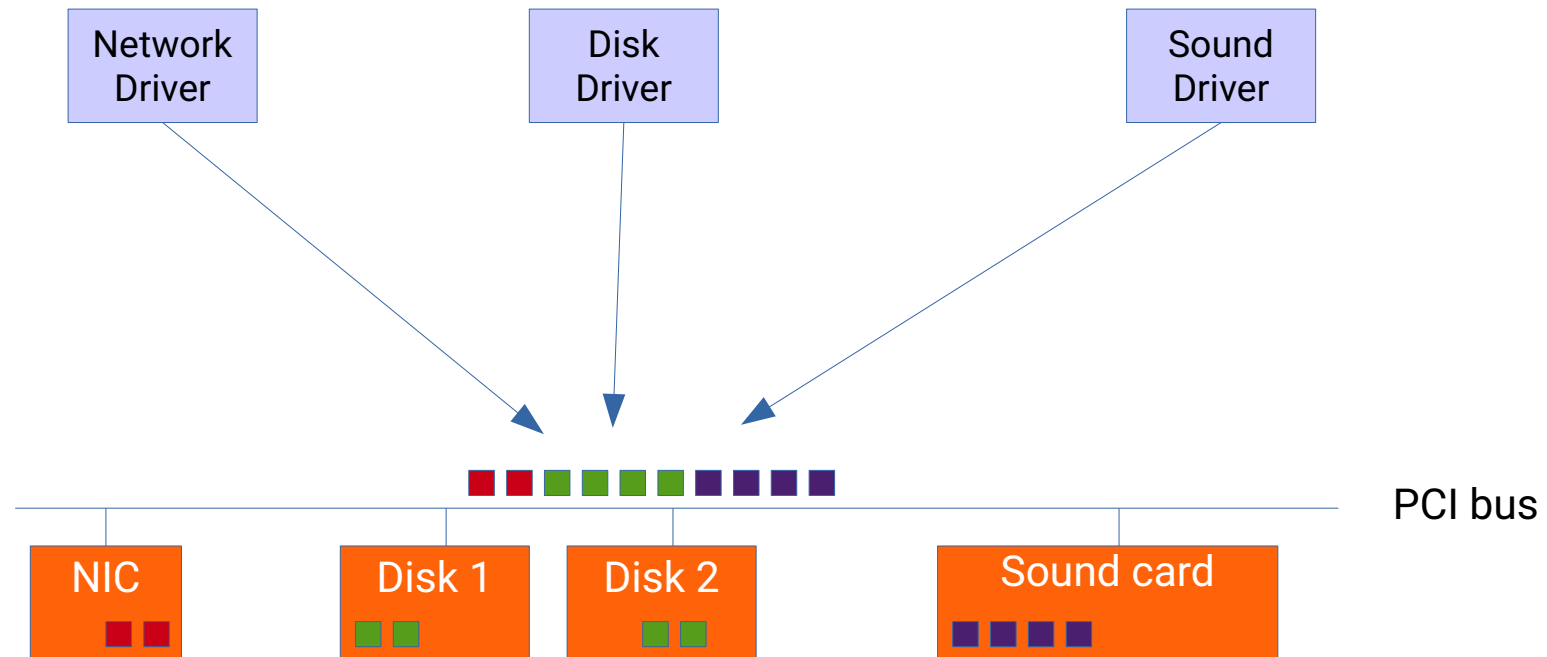 Network
Driver
Disk
Driver
Sound
Driver
PCI bus
NIC
Disk 1
Disk 2
Sound card